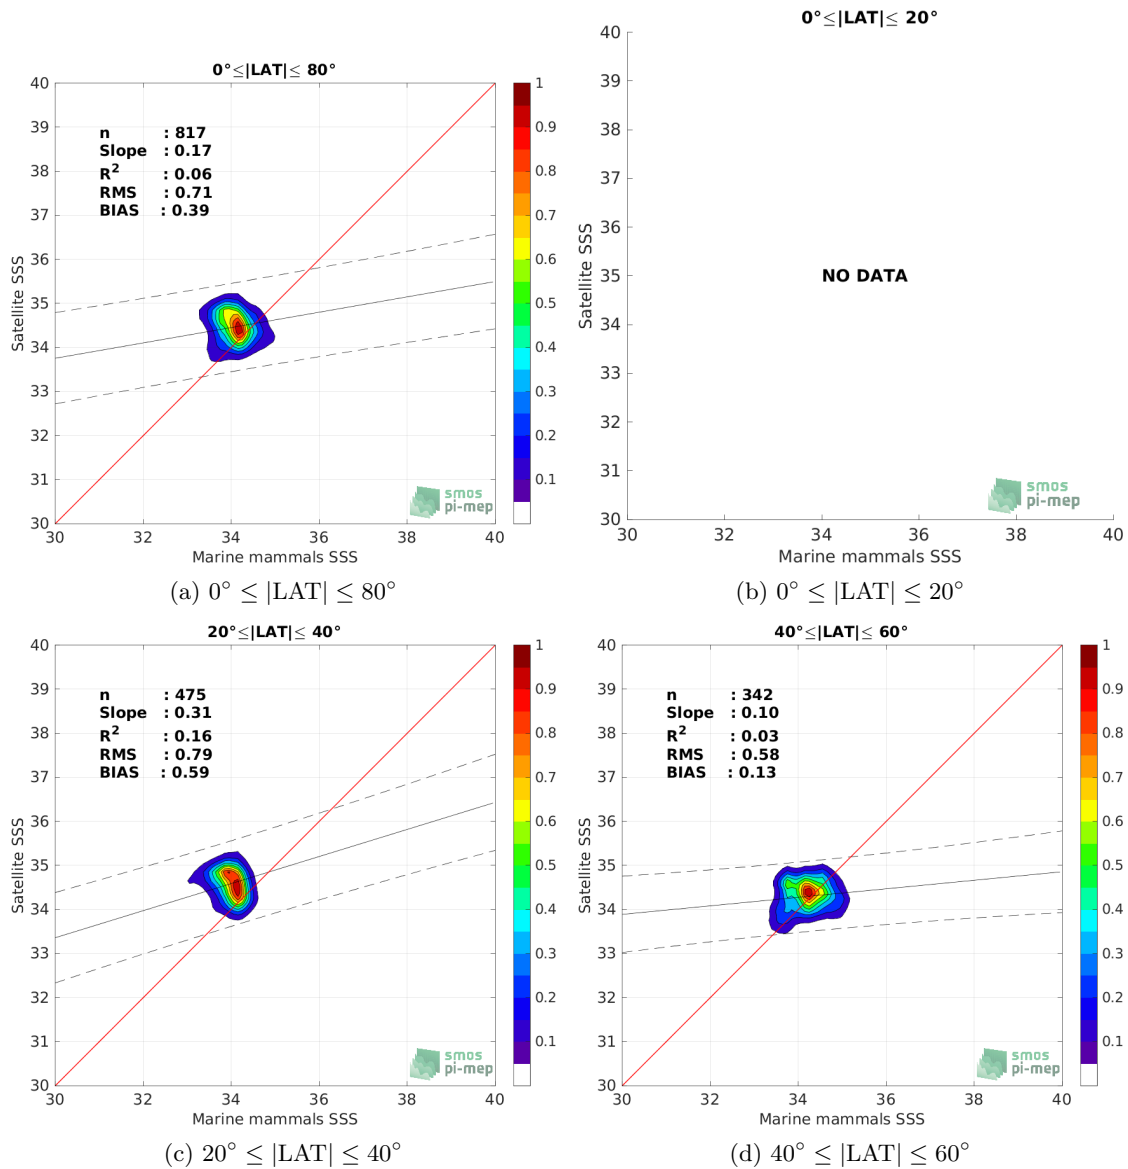 0°≤|LAT|≤ 80°
n : 817
Slope : 0.17
R² : 0.06
RMS : 0.71
BIAS : 0.39
40
39
38
37
36
35
34
33
32
31
30
Satellite SSS
30 32 34 36 38 40
Marine mammals SSS
1
0.9
0.8
0.7
0.6
0.5
0.4
0.3
0.2
0.1
smos
pi-mep
(a) 0° ≤ |LAT| ≤ 80°
0°≤|LAT|≤ 20°
40
39
38
37
36
35
34
33
32
31
30
Satellite SSS
NO DATA
30 32 34 36 38 40
Marine mammals SSS
smos
pi-mep
(b) 0° ≤ |LAT| ≤ 20°
20°≤|LAT|≤ 40°
n : 475
Slope : 0.31
R² : 0.16
RMS : 0.79
BIAS : 0.59
40
39
38
37
36
35
34
33
32
31
30
Satellite SSS
30 32 34 36 38 40
Marine mammals SSS
1
0.9
0.8
0.7
0.6
0.5
0.4
0.3
0.2
0.1
smos
pi-mep
(c) 20° ≤ |LAT| ≤ 40°
40°≤|LAT|≤ 60°
n : 342
Slope : 0.10
R² : 0.03
RMS : 0.58
BIAS : 0.13
40
39
38
37
36
35
34
33
32
31
30
Satellite SSS
30 32 34 36 38 40
Marine mammals SSS
1
0.9
0.8
0.7
0.6
0.5
0.4
0.3
0.2
0.1
smos
pi-mep
(d) 40° ≤ |LAT| ≤ 60°